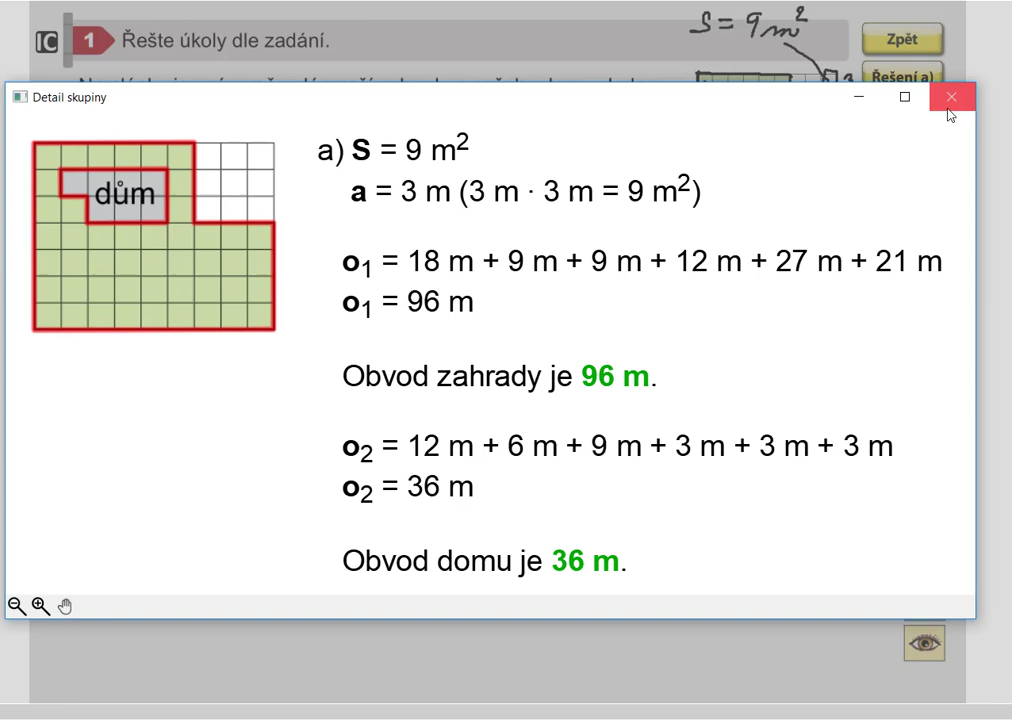 1 Řešte úkoly dle zadání.
S = 9 m²
Zpět
Řešení a)
Detail skupiny
dům
a) S = 9 m²
a = 3 m (3 m · 3 m = 9 m²)
o₁ = 18 m + 9 m + 9 m + 12 m + 27 m + 21 m
o₁ = 96 m
Obvod zahrady je 96 m.
o₂ = 12 m + 6 m + 9 m + 3 m + 3 m + 3 m
o₂ = 36 m
Obvod domu je 36 m.